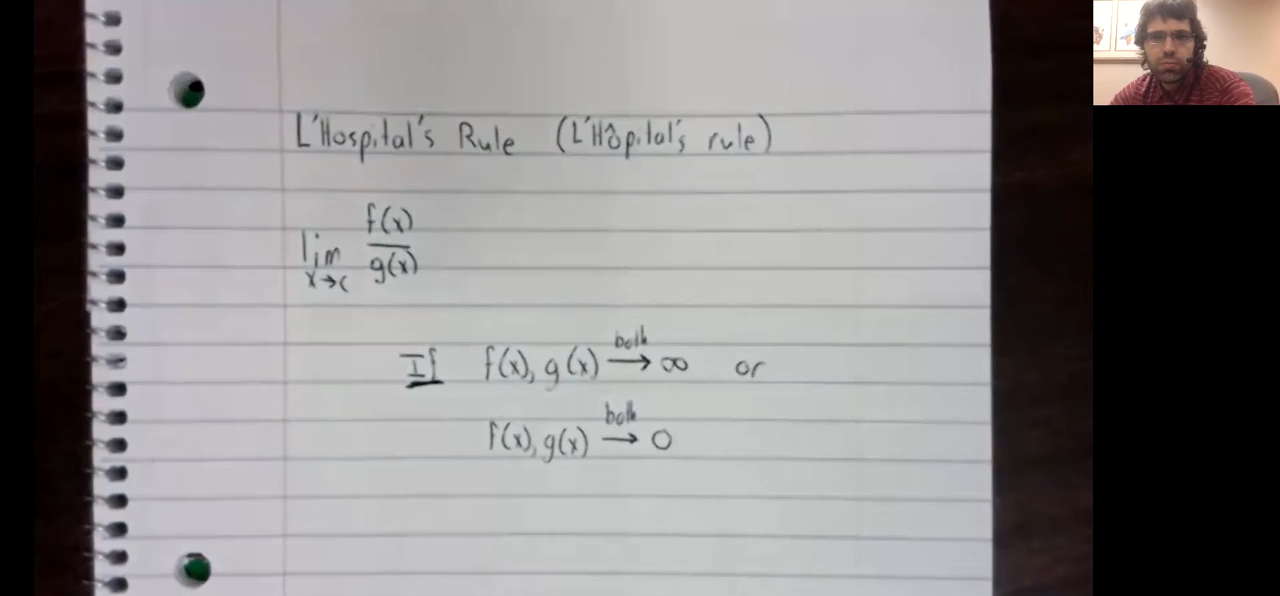 L'Hospital's Rule (L'Hôpital's rule)
lim x→c f(x)/g(x)
If f(x), g(x) both→ ∞ or
f(x), g(x) both→ 0